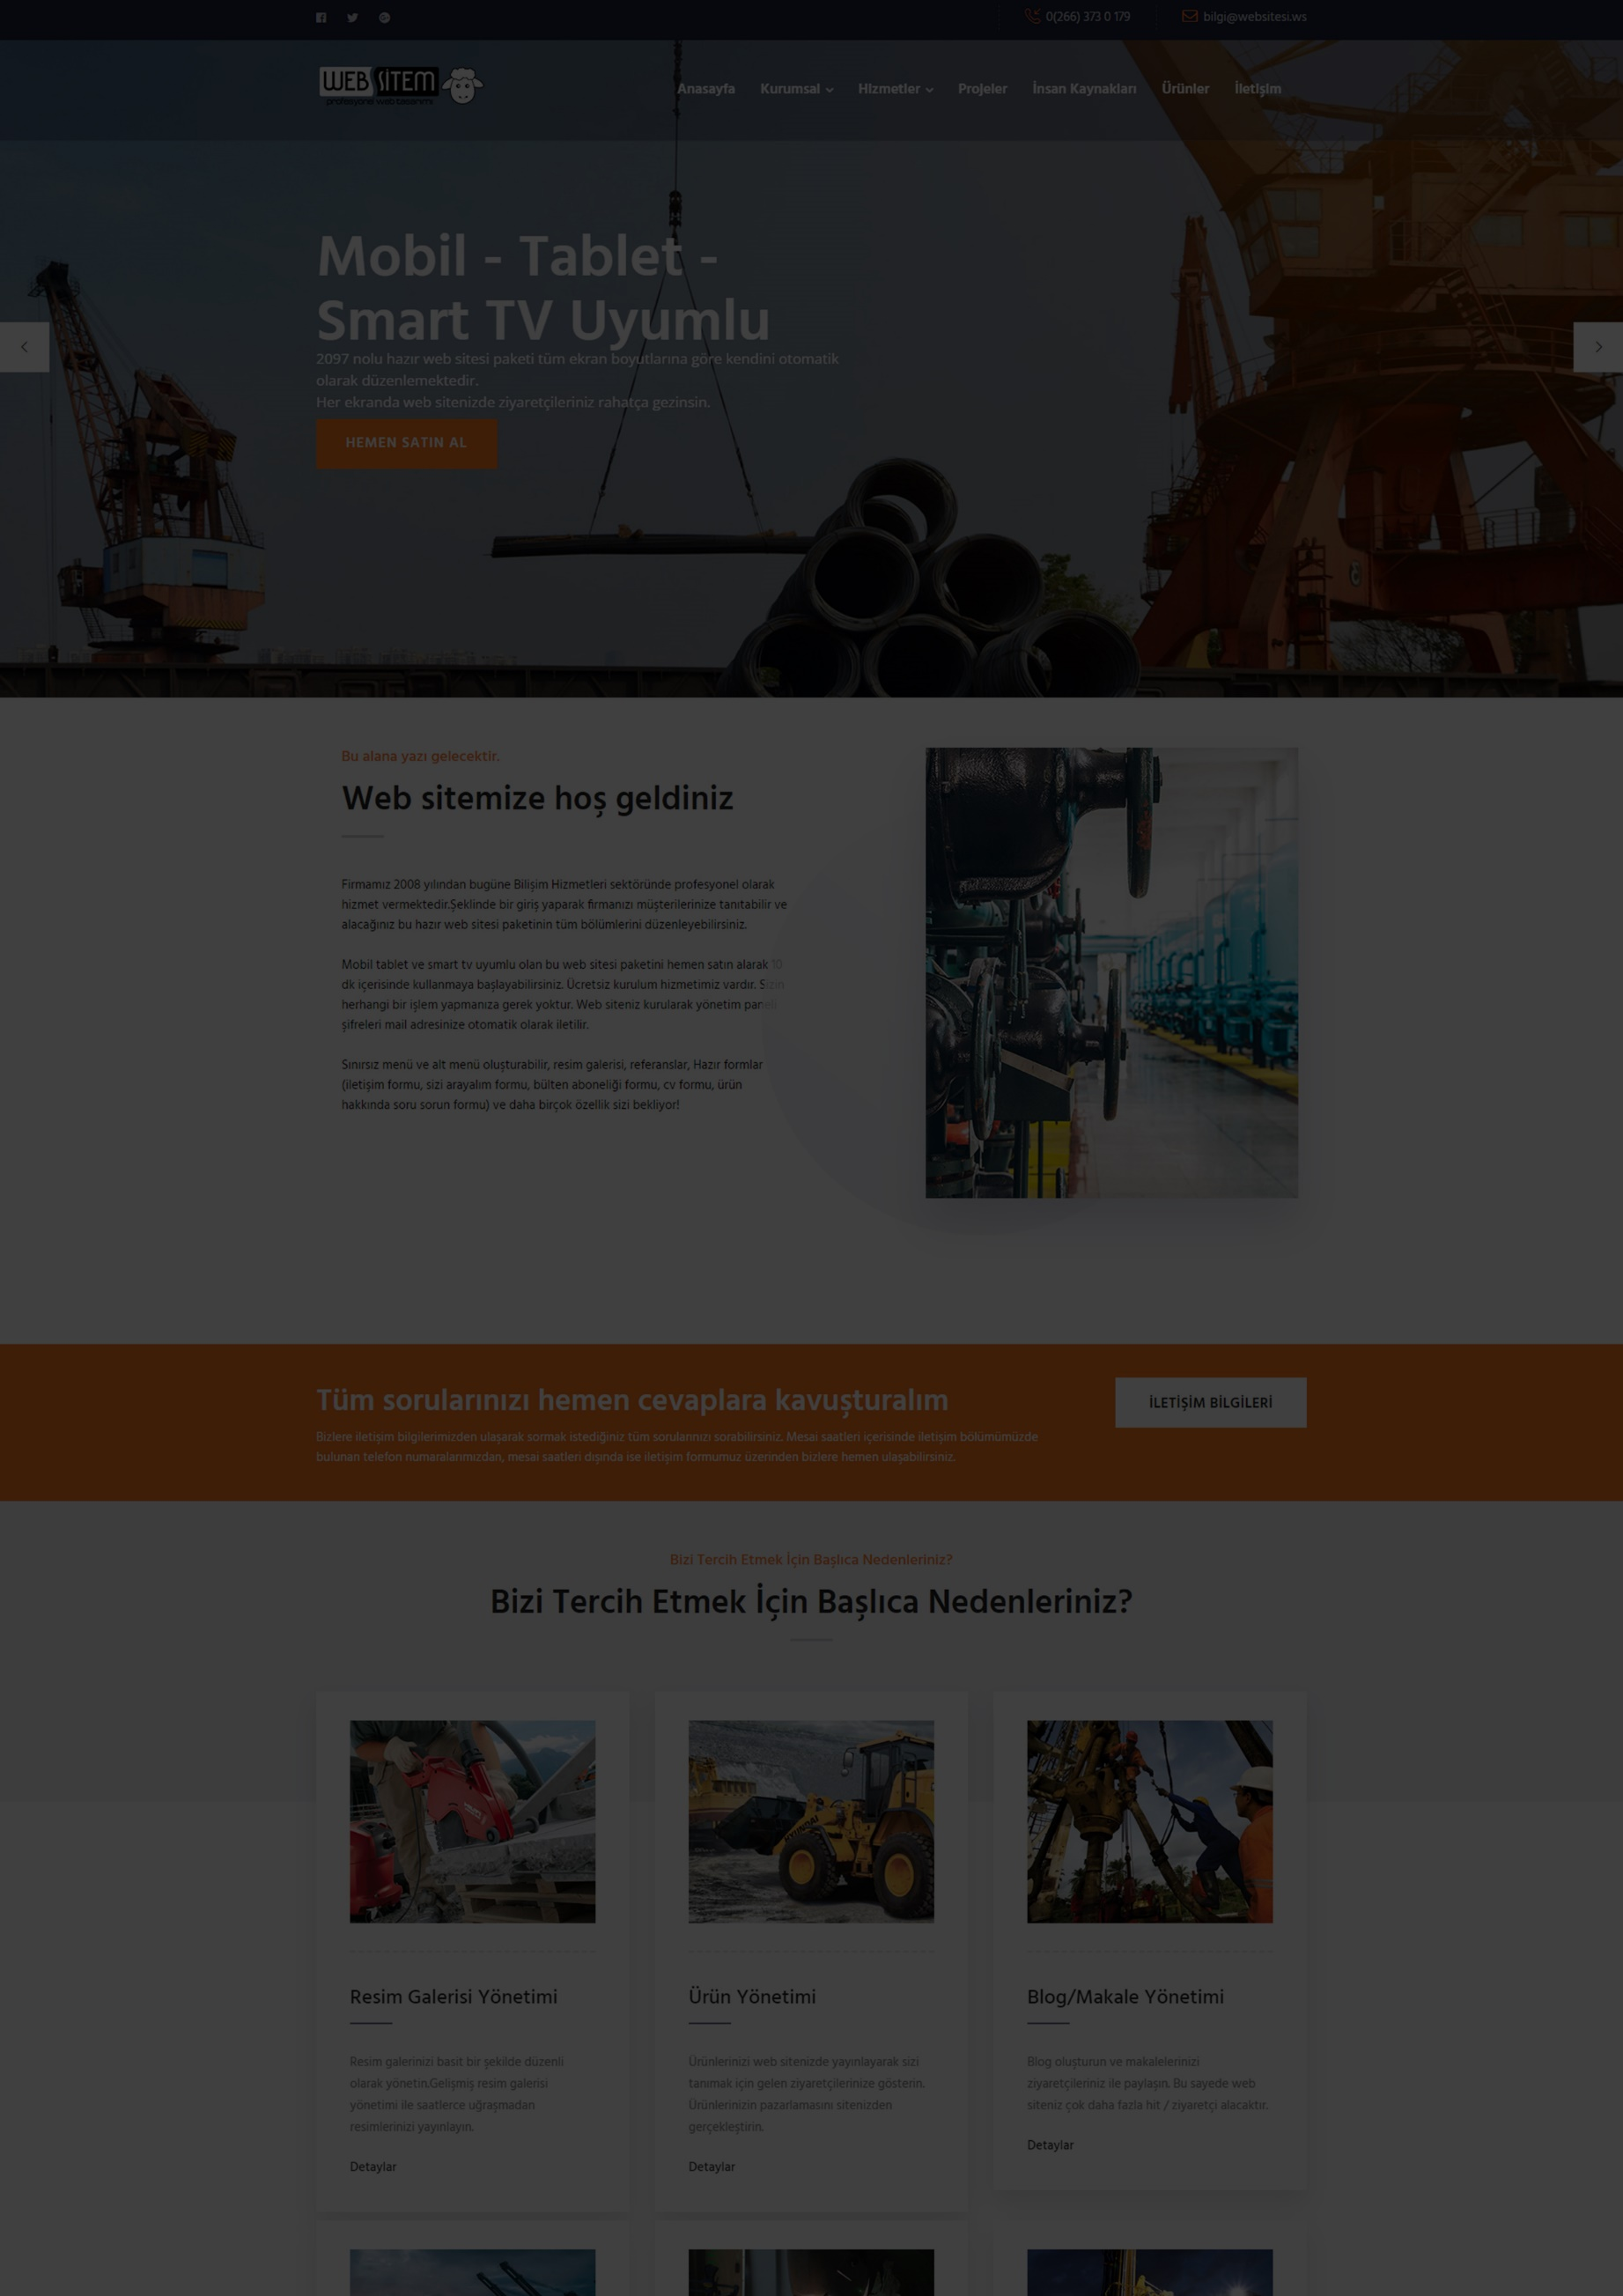 0(266) 373 0 179
bilgi@websitesi.ws
WEB SİTEM
profesyonel web tasarımı
Anasayfa
Kurumsal
Hizmetler
Projeler
İnsan Kaynakları
Ürünler
İletişim
Mobil - Tablet -
Smart TV Uyumlu
2097 nolu hazır web sitesi paketi tüm ekran boyutlarına göre kendini otomatik
olarak düzenlemektedir.
Her ekranda web sitenizde ziyaretçileriniz rahatça gezinsin.
HEMEN SATIN AL
Bu alana yazı gelecektir.
Web sitemize hoş geldiniz
Firmamız 2008 yılından bugüne Bilişim Hizmetleri sektöründe profesyonel olarak
hizmet vermektedir.Şeklinde bir giriş yaparak firmanızı müşterilerinize tanıtabilir ve
alacağınız bu hazır web sitesi paketinin tüm bölümlerini düzenleyebilirsiniz.
Mobil tablet ve smart tv uyumlu olan bu web sitesi paketini hemen satın alarak 10
dk içerisinde kullanmaya başlayabilirsiniz. Ücretsiz kurulum hizmetimiz vardır. Sizin
herhangi bir işlem yapmanıza gerek yoktur. Web siteniz kurularak yönetim paneli
şifreleri mail adresinize otomatik olarak iletilir.
Sınırsız menü ve alt menü oluşturabilir, resim galerisi, referanslar, Hazır formlar
(iletişim formu, sizi arayalım formu, bülten aboneliği formu, cv formu, ürün
hakkında soru sorun formu) ve daha birçok özellik sizi bekliyor!
Tüm sorularınızı hemen cevaplara kavuşturalım
Bizlere iletişim bilgilerimizden ulaşarak sormak istediğiniz tüm sorularınızı sorabilirsiniz. Mesai saatleri içerisinde iletişim bölümümüzde
bulunan telefon numaralarımızdan, mesai saatleri dışında ise iletişim formumuz üzerinden bizlere hemen ulaşabilirsiniz.
İLETİŞİM BİLGİLERİ
Bizi Tercih Etmek İçin Başlıca Nedenleriniz?
Bizi Tercih Etmek İçin Başlıca Nedenleriniz?
HYUNDAI
Resim Galerisi Yönetimi
Resim galerinizi basit bir şekilde düzenli
olarak yönetin.Gelişmiş resim galerisi
yönetimi ile saatlerce uğraşmadan
resimlerinizi yayınlayın.
Detaylar
Ürün Yönetimi
Ürünlerinizi web sitenizde yayınlayarak sizi
tanımak için gelen ziyaretçilerinize gösterin.
Ürünlerinizin pazarlamasını sitenizden
gerçekleştirin.
Detaylar
Blog/Makale Yönetimi
Blog oluşturun ve makalelerinizi
ziyaretçileriniz ile paylaşın. Bu sayede web
siteniz çok daha fazla hit / ziyaretçi alacaktır.
Detaylar